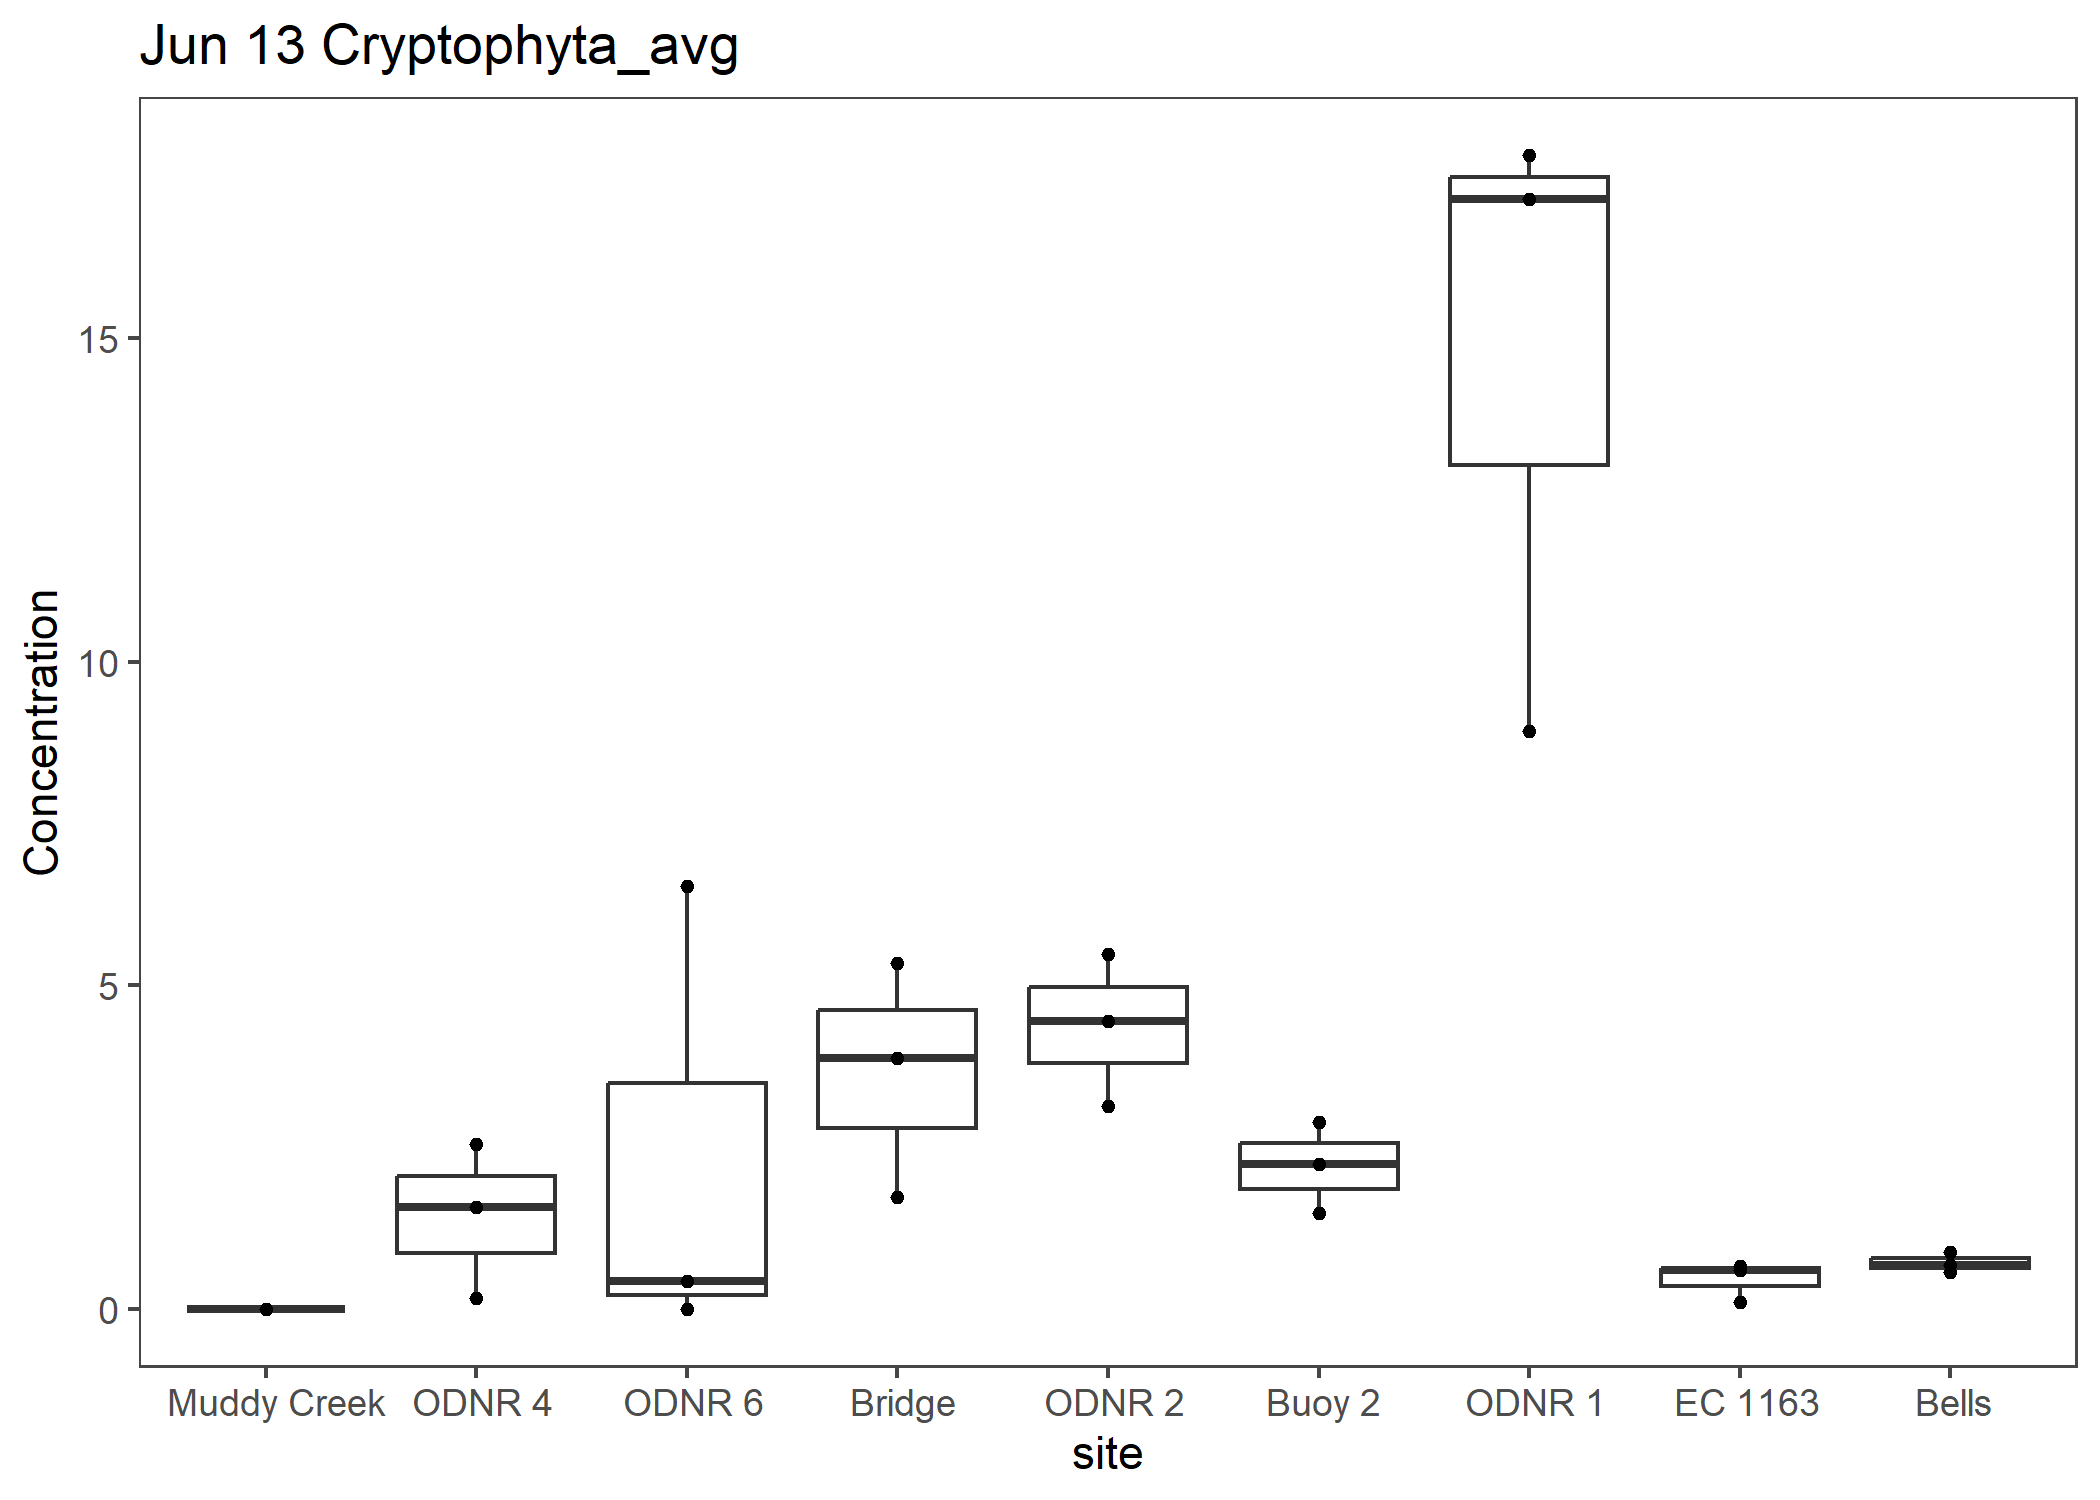 Jun 13 Cryptophyta_avg
Concentration
15
10
5
0
Muddy Creek ODNR 4 ODNR 6 Bridge ODNR 2 Buoy 2 ODNR 1 EC 1163 Bells
site